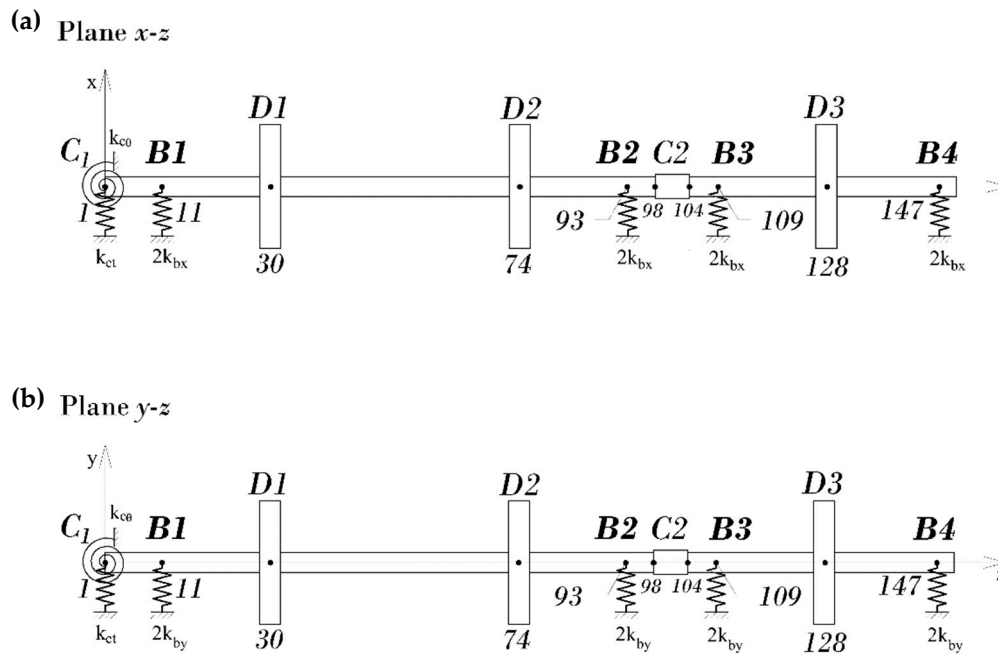 (a) Plane x-z
x
D1 D2 D3
C1 kcθ B1 B2 C2 B3 B4
1 11 93 98 104 109 147
kct 2kbx 30 74 2kbx 2kbx 128 2kbx
(b) Plane y-z
y
D1 D2 D3
C1 kcθ B1 B2 C2 B3 B4
1 11 93 98 104 109 147
kct 2kby 30 74 2kby 2kby 128 2kby